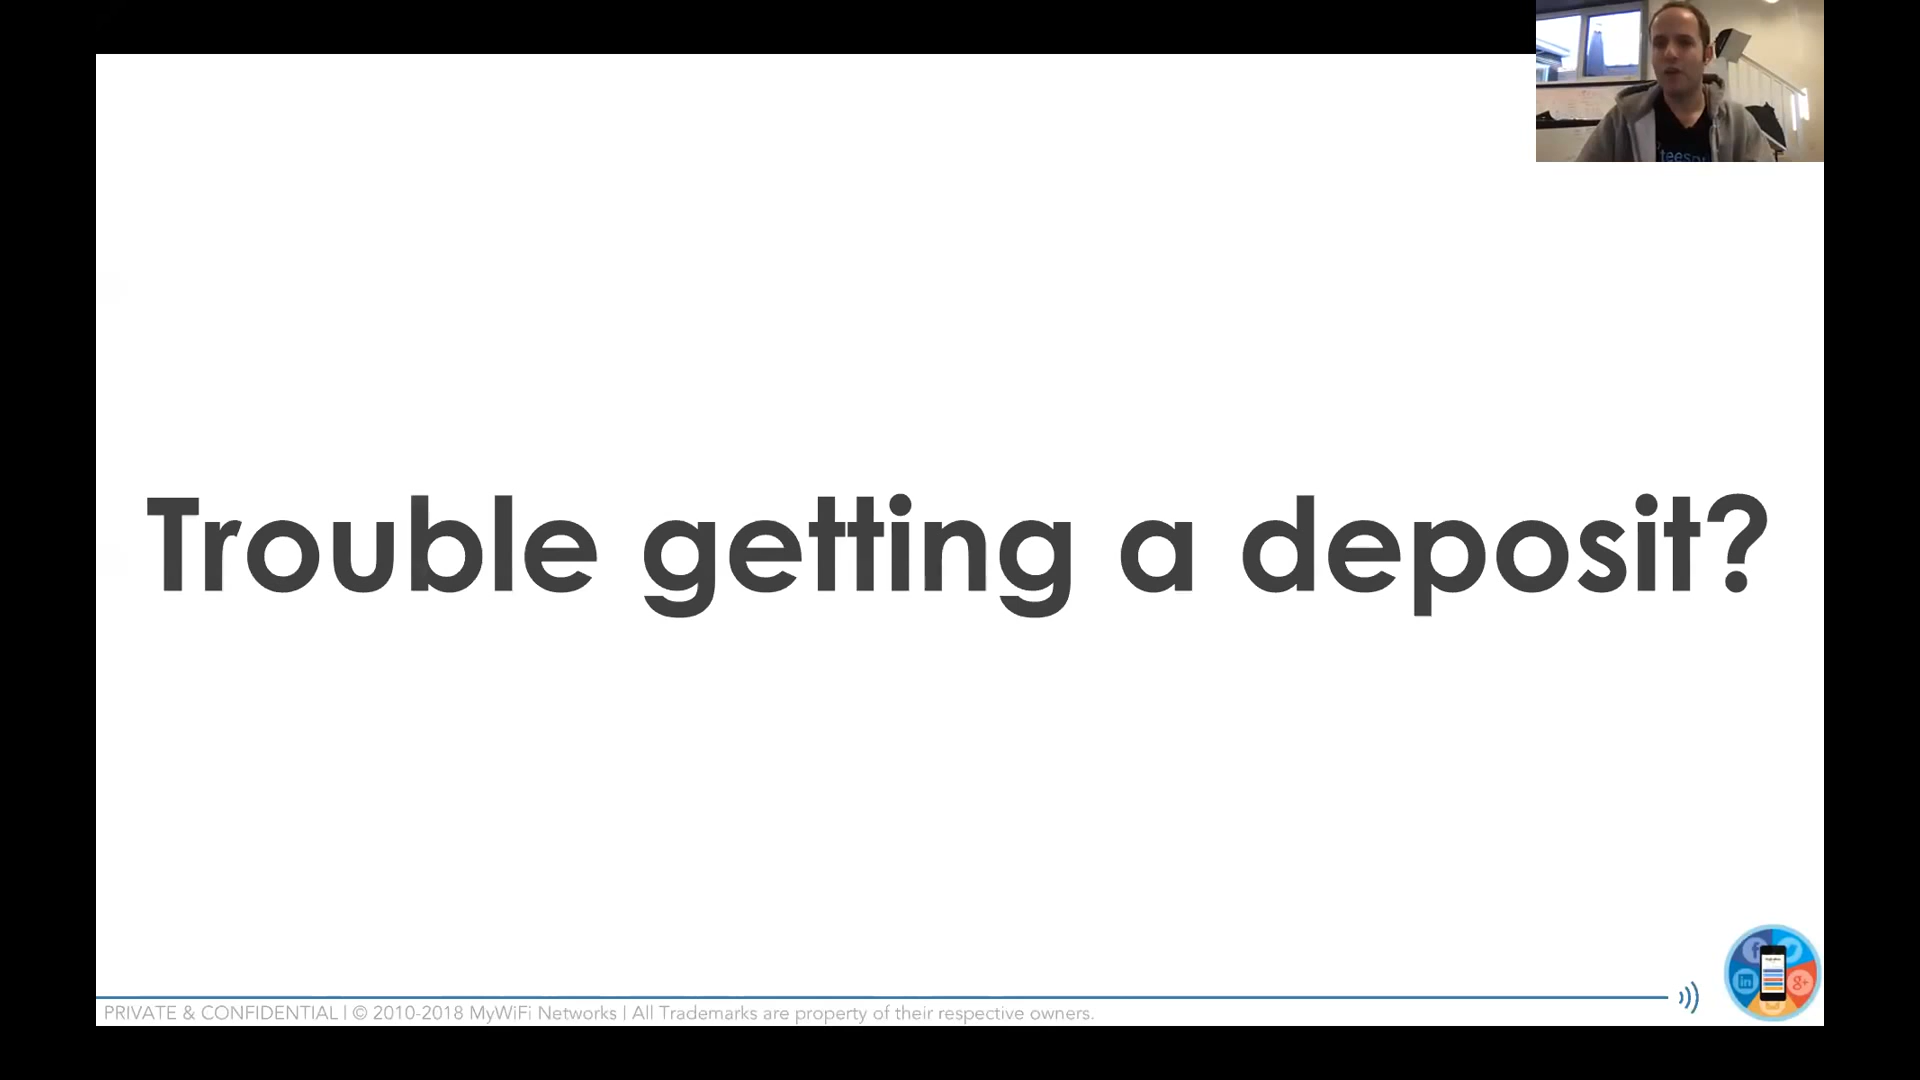 Trouble getting a deposit?
PRIVATE & CONFIDENTIAL | © 2010-2018 MyWiFi Networks | All Trademarks are property of their respective owners.